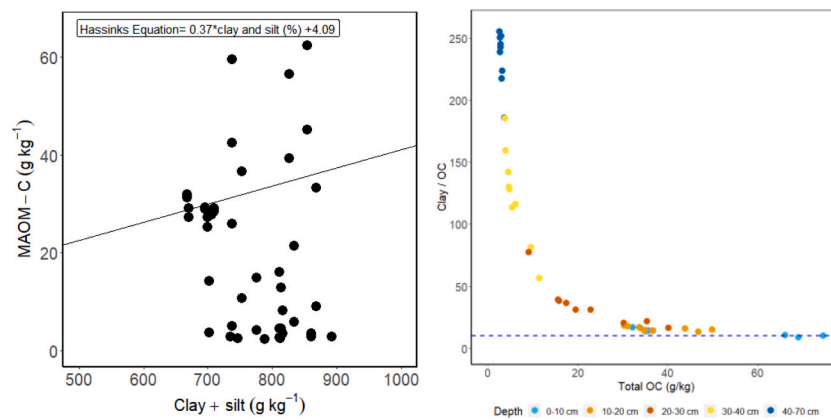 Hassinks Equation= 0.37*clay and silt (%) +4.09
MAOM – C (g kg⁻¹)
60
40
20
0
500 600 700 800 900 1000
Clay + silt (g kg⁻¹)
Clay / OC
250
200
150
100
50
0
0 20 40 60
Total OC (g/kg)
Depth 0-10 cm 10-20 cm 20-30 cm 30-40 cm 40-70 cm